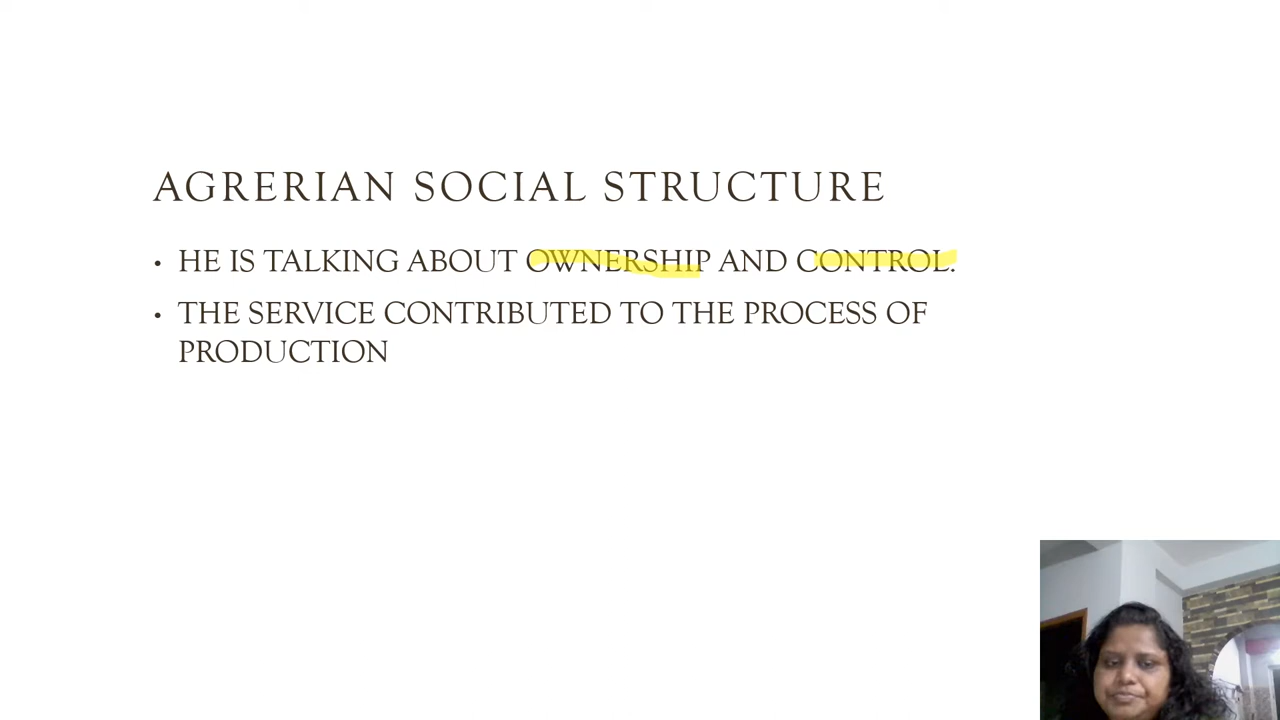 AGRERIAN SOCIAL STRUCTURE
• HE IS TALKING ABOUT OWNERSHIP AND CONTROL.
• THE SERVICE CONTRIBUTED TO THE PROCESS OF
PRODUCTION